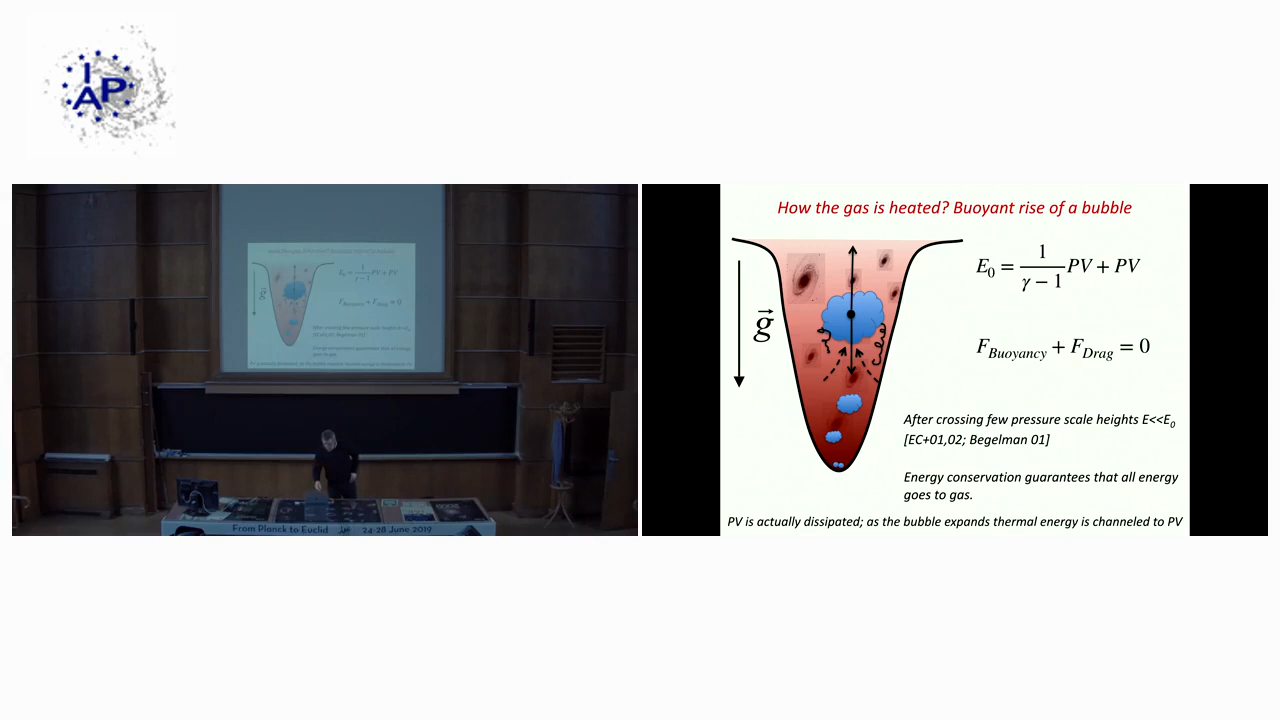 I
A P
How the gas is heated? Buoyant rise of a bubble
E₀ = 1/(γ − 1) PV + PV
g⃗
F_Buoyancy + F_Drag = 0
After crossing few pressure scale heights E<<E₀
[EC+01,02; Begelman 01]
Energy conservation guarantees that all energy
goes to gas.
PV is actually dissipated; as the bubble expands thermal energy is channeled to PV
From Planck to Euclid 24-28 June 2019